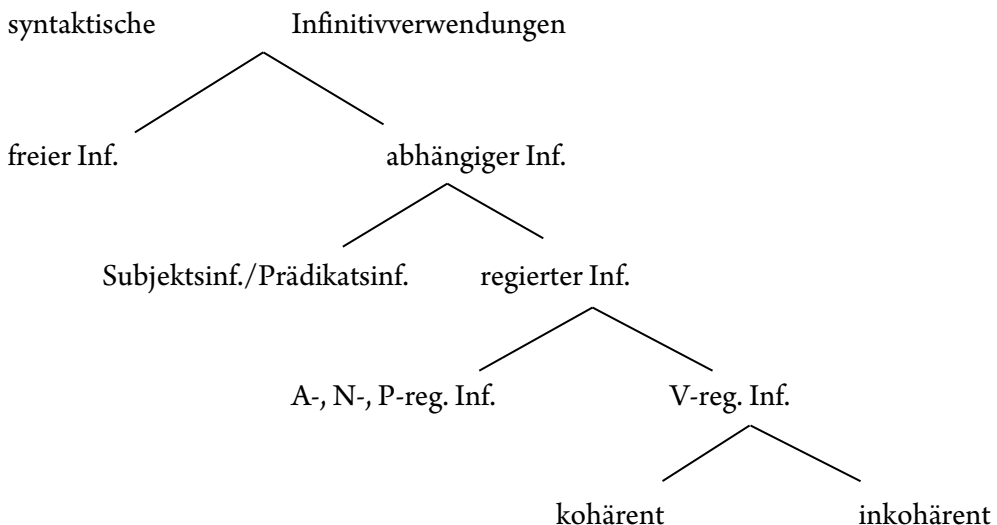 syntaktische Infinitivverwendungen
freier Inf. abhängiger Inf.
Subjektsinf./Prädikatsinf. regierter Inf.
A-, N-, P-reg. Inf. V-reg. Inf.
kohärent inkohärent